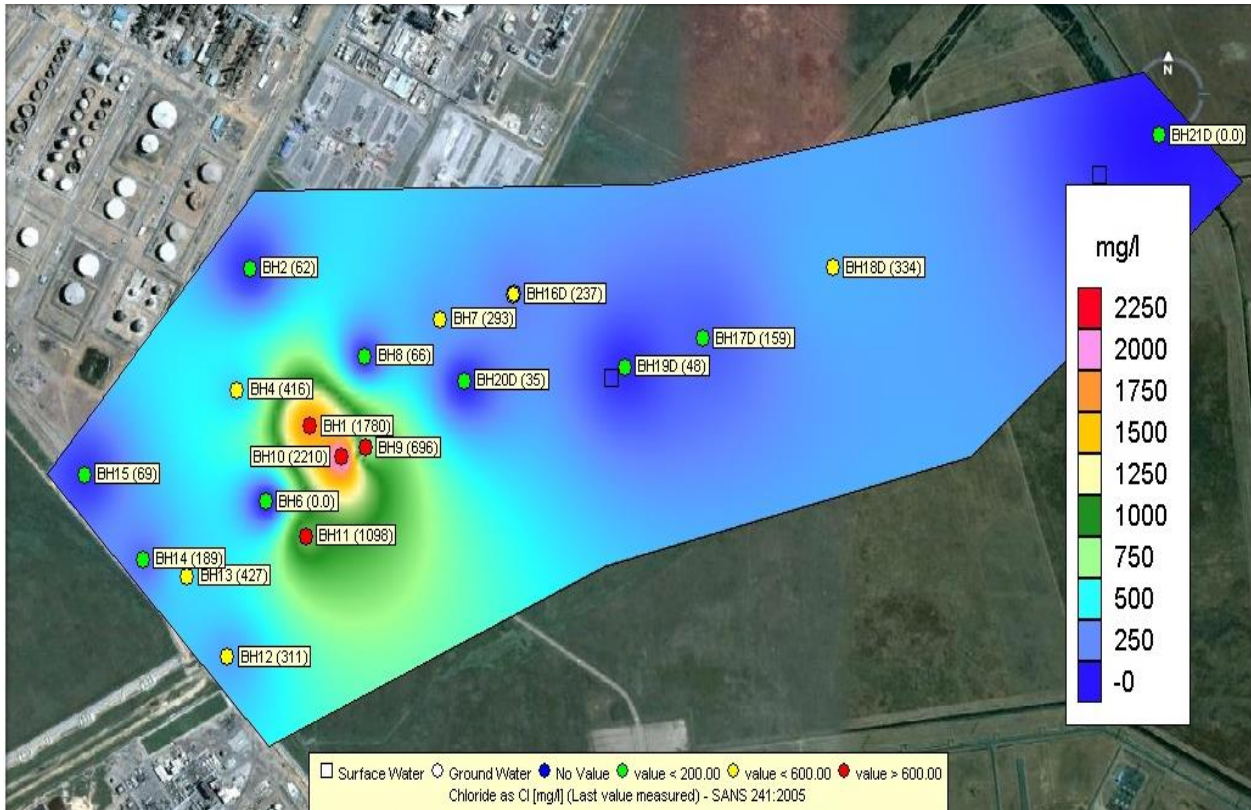 N
BH21D (0.0)
mg/l
2250
2000
1750
1500
1250
1000
750
500
250
-0
BH2 (62)
BH18D (334)
BH16D (237)
BH7 (293)
BH17D (159)
BH8 (66)
BH19D (48)
BH20D (35)
BH4 (416)
BH1 (1780)
BH9 (696)
BH10 (2210)
BH15 (69)
BH6 (0.0)
BH11 (1098)
BH14 (189)
BH13 (427)
BH12 (311)
Surface Water Ground Water No Value value < 200.00 value < 600.00 value > 600.00
Chloride as Cl [mg/l] (Last value measured) - SANS 241:2005